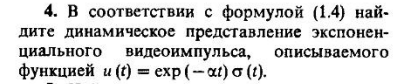 4. В соответствии с формулой (1.4) най-
дите динамическое представление экспонен-
циального видеоимпульса, описываемого
функцией u (t) = exp (− αt) σ (t).